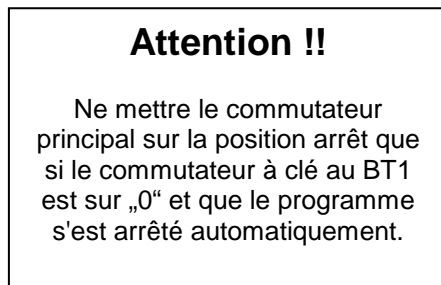 Attention !!
Ne mettre le commutateur
principal sur la position arrêt que
si le commutateur à clé au BT1
est sur „0“ et que le programme
s'est arrêté automatiquement.